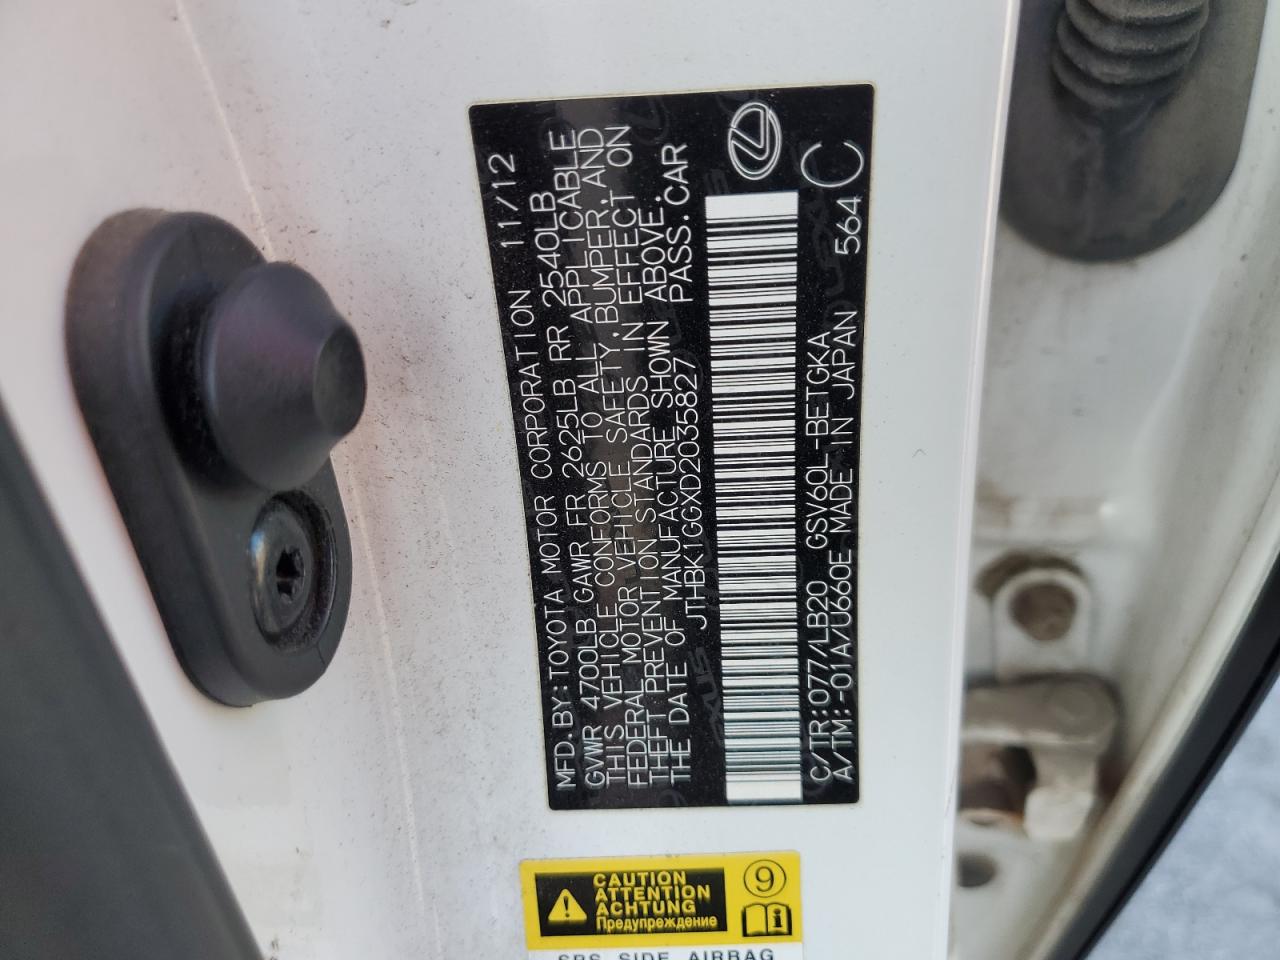 MFD.BY:TOYOTA MOTOR CORPORATION 11/12
GVWR 4700LB GAWR FR 2625LB RR 2540LB
THIS VEHICLE CONFORMS TO ALL APPLICABLE
FEDERAL MOTOR VEHICLE SAFETY,BUMPER,AND
THEFT PREVENTION STANDARDS IN EFFECT ON
THE DATE OF MANUFACTURE SHOWN ABOVE.
JTHBK1GGXD2035827 PASS.CAR
C/TR:077/LB20 GSV60L-BETGKA 564
A/TM:-01A/U660E MADE IN JAPAN
C
CAUTION
ATTENTION
ACHTUNG
Предупреждение
9
SRS SIDE AIRBAG